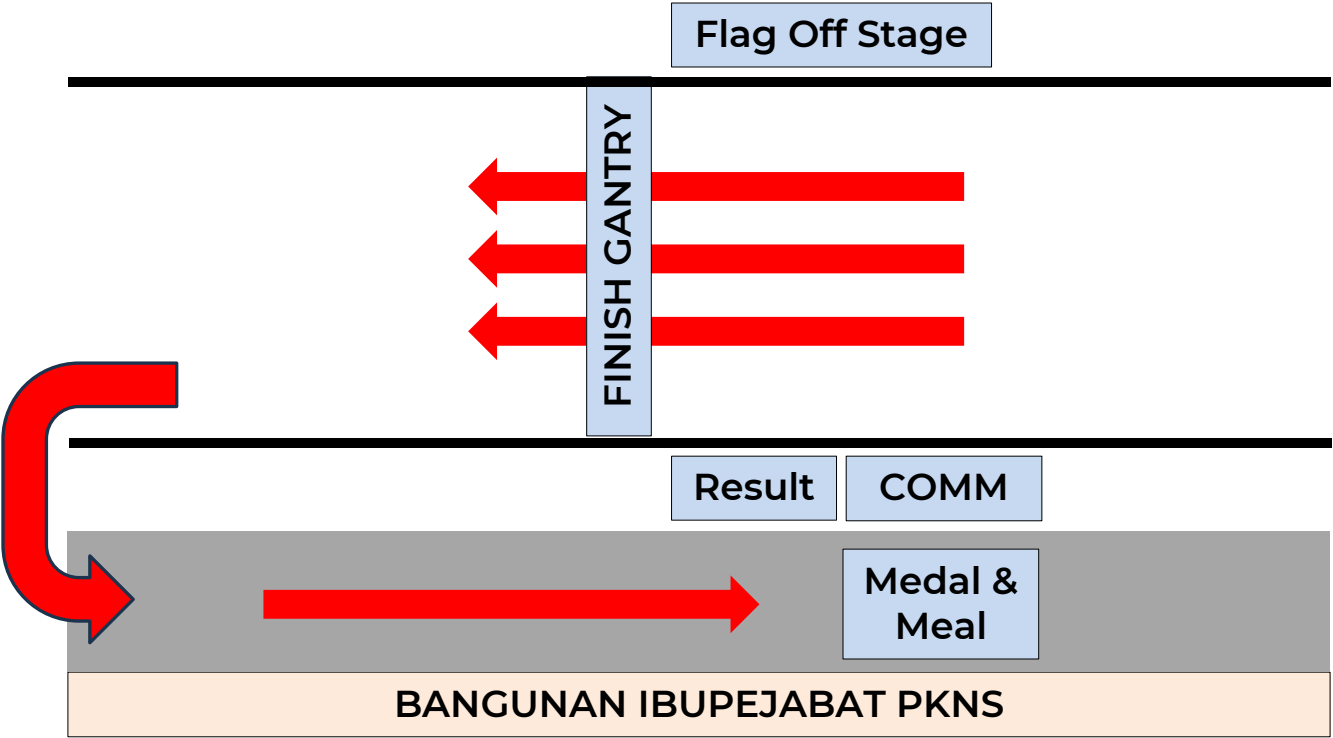 Flag Off Stage
FINISH GANTRY
Result
COMM
Medal &
Meal
BANGUNAN IBUPEJABAT PKNS